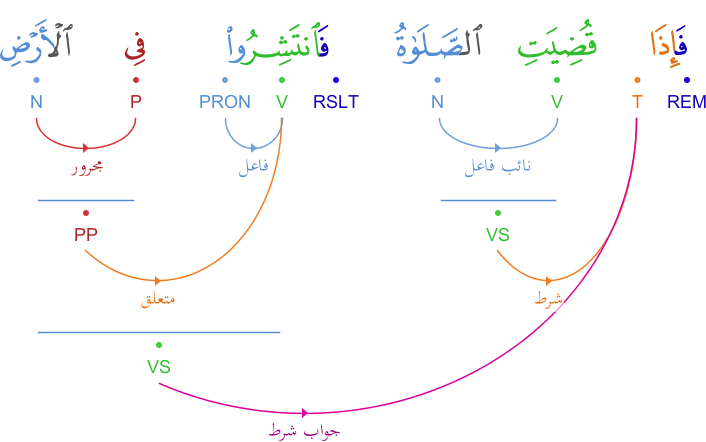 فَإِذَا قُضِيَتِ ٱلصَّلَوٰةُ فَٱنتَشِرُوا۟ فِى ٱلْأَرْضِ
REM T V N RSLT V PRON P N
نائب فاعل فاعل مجرور
VS PP
شرط متعلق
VS
جواب شرط